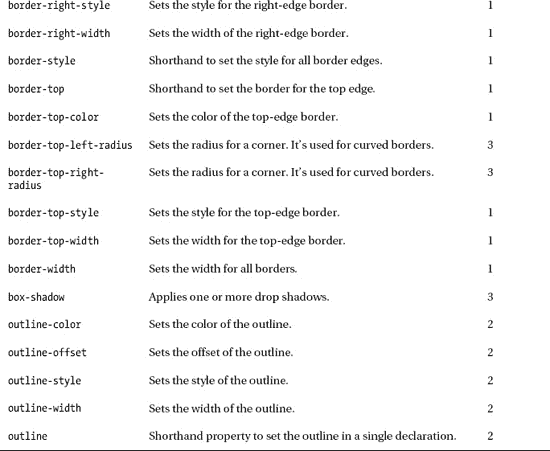 border-right-style Sets the style for the right-edge border. 1
border-right-width Sets the width of the right-edge border. 1
border-style Shorthand to set the style for all border edges. 1
border-top Shorthand to set the border for the top edge. 1
border-top-color Sets the color of the top-edge border. 1
border-top-left-radius Sets the radius for a corner. It's used for curved borders. 3
border-top-right- Sets the radius for a corner. It's used for curved borders. 3
radius
border-top-style Sets the style for the top-edge border. 1
border-top-width Sets the width for the top-edge border. 1
border-width Sets the width for all borders. 1
box-shadow Applies one or more drop shadows. 3
outline-color Sets the color of the outline. 2
outline-offset Sets the offset of the outline. 2
outline-style Sets the style of the outline. 2
outline-width Sets the width of the outline. 2
outline Shorthand property to set the outline in a single declaration. 2